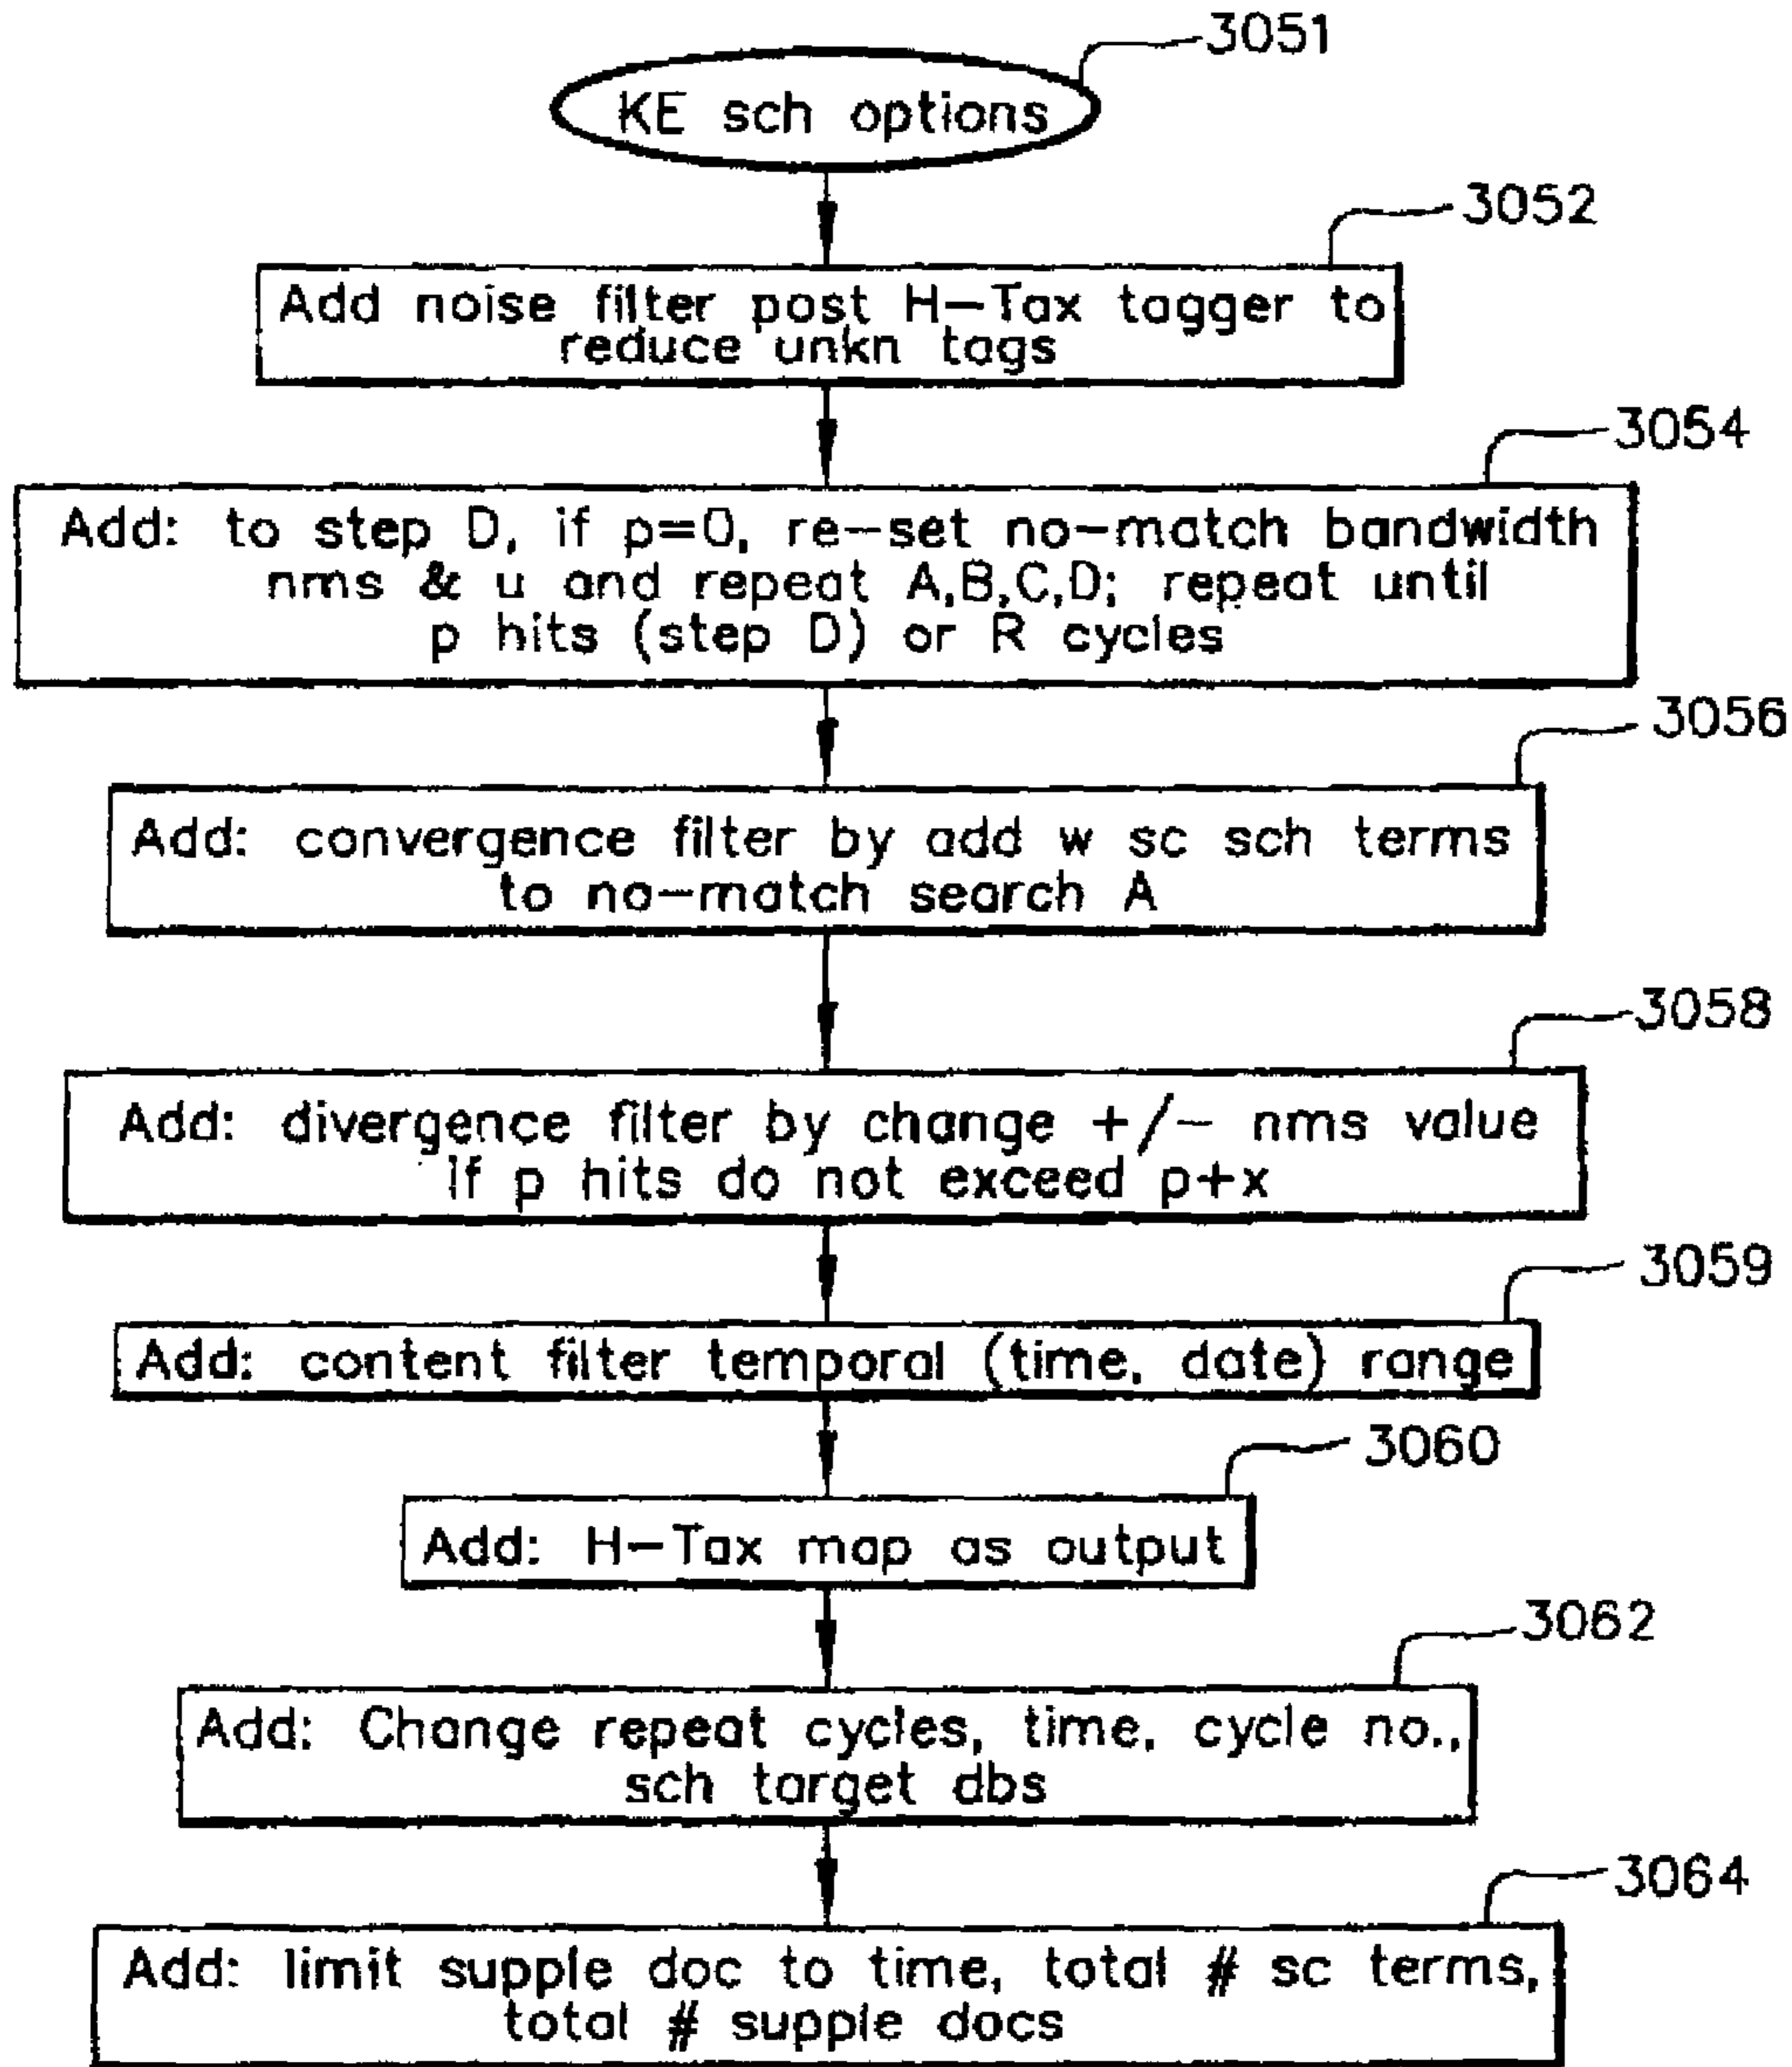 3051
KE sch options
3052
Add noise filter post H-Tax tagger to
reduce unkn tags
3054
Add: to step D, if p=0, re-set no-match bandwidth
nms & u and repeat A,B,C,D; repeat until
p hits (step D) or R cycles
3056
Add: convergence filter by add w sc sch terms
to no-match search A
3058
Add: divergence filter by change +/- nms value
if p hits do not exceed p+x
3059
Add: content filter temporal (time, date) range
3060
Add: H-Tax map as output
3062
Add: Change repeat cycles, time, cycle no.,
sch target dbs
3064
Add: limit supple doc to time, total # sc terms,
total # supple docs